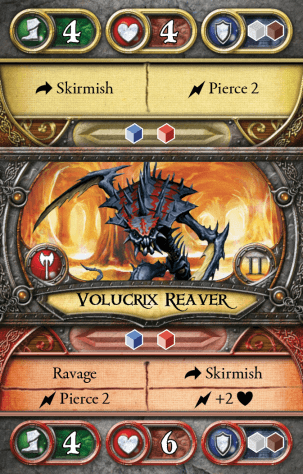 4 4
Skirmish Pierce 2
II
VOLUCRIX REAVER
Ravage Skirmish
Pierce 2 +2
4 6